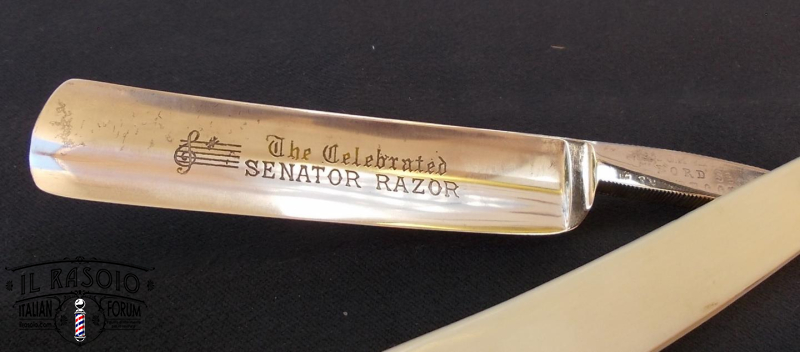 The Celebrated
SENATOR RAZOR
IL RASOIO
ITALIAN FORUM